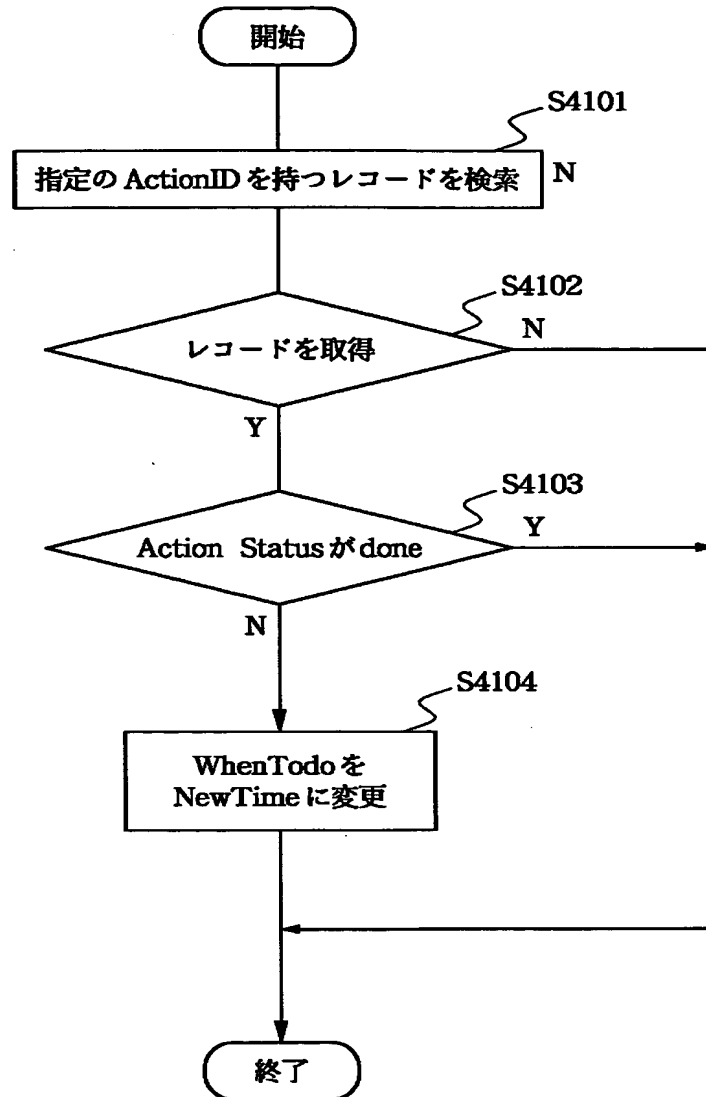 開始
S4101
指定の ActionID を持つレコードを検索
N
S4102
レコードを取得
N
Y
S4103
Action Status が done
Y
N
S4104
WhenTodo を
NewTime に変更
終了